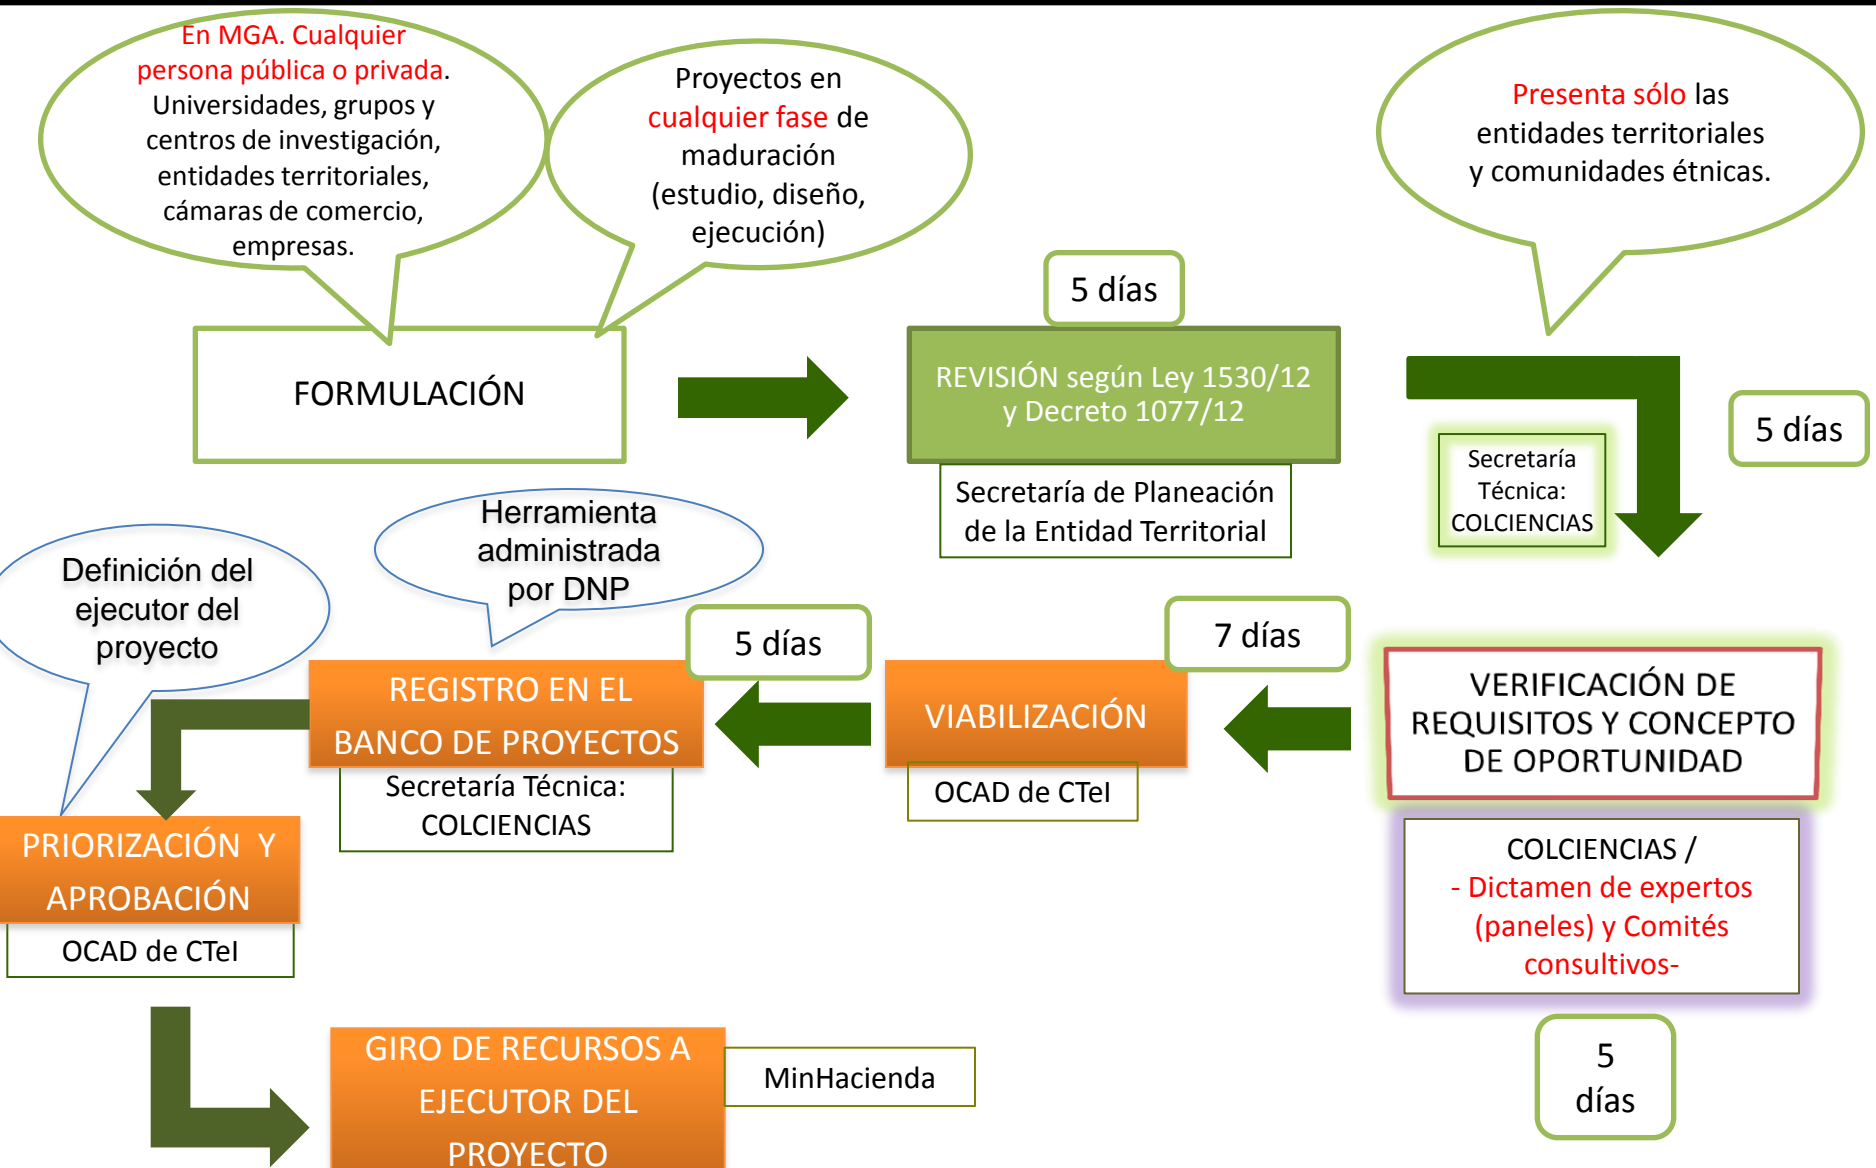 En MGA. Cualquier
persona pública o privada.
Universidades, grupos y
centros de investigación,
entidades territoriales,
cámaras de comercio,
empresas.
Proyectos en
cualquier fase de
maduración
(estudio, diseño,
ejecución)
Presenta sólo las
entidades territoriales
y comunidades étnicas.
FORMULACIÓN
5 días
REVISIÓN según Ley 1530/12
y Decreto 1077/12
Secretaría de Planeación
de la Entidad Territorial
5 días
Secretaría
Técnica:
COLCIENCIAS
VERIFICACIÓN DE
REQUISITOS Y CONCEPTO
DE OPORTUNIDAD
COLCIENCIAS /
- Dictamen de expertos
(paneles) y Comités
consultivos-
5
días
7 días
VIABILIZACIÓN
OCAD de CTeI
5 días
Herramienta
administrada
por DNP
REGISTRO EN EL
BANCO DE PROYECTOS
Secretaría Técnica:
COLCIENCIAS
Definición del
ejecutor del
proyecto
PRIORIZACIÓN Y
APROBACIÓN
OCAD de CTeI
GIRO DE RECURSOS A
EJECUTOR DEL
PROYECTO
MinHacienda